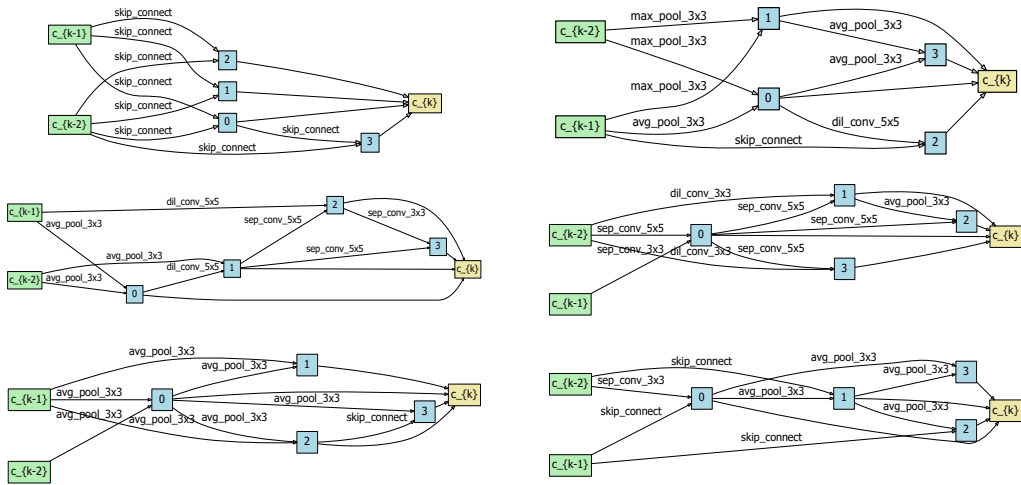 skip_connect
c_{k-1}
skip_connect
skip_connect
2
skip_connect
1
skip_connect
c_{k}
c_{k-2}
skip_connect
0
skip_connect
3
skip_connect
max_pool_3x3
1
avg_pool_3x3
c_{k-2}
max_pool_3x3
3
avg_pool_3x3
c_{k}
max_pool_3x3
0
c_{k-1}
avg_pool_3x3
dil_conv_5x5
skip_connect
2
c_{k-1}
dil_conv_5x5
2
avg_pool_3x3
sep_conv_5x5
sep_conv_3x3
3
sep_conv_5x5
c_{k-2}
avg_pool_3x3
avg_pool_3x3
dil_conv_5x5
1
c_{k}
0
dil_conv_3x3
1
sep_conv_5x5
avg_pool_3x3
c_{k-2}
sep_conv_5x5
0
sep_conv_5x5
2
c_{k}
sep_conv_3x3
dil_conv_3x3
sep_conv_5x5
3
c_{k-1}
avg_pool_3x3
avg_pool_3x3
1
c_{k-1}
avg_pool_3x3
0
avg_pool_3x3
c_{k}
3
avg_pool_3x3
avg_pool_3x3
avg_pool_3x3
skip_connect
2
c_{k-2}
skip_connect
avg_pool_3x3
3
c_{k-2}
sep_conv_3x3
0
avg_pool_3x3
1
avg_pool_3x3
c_{k}
skip_connect
avg_pool_3x3
2
skip_connect
c_{k-1}